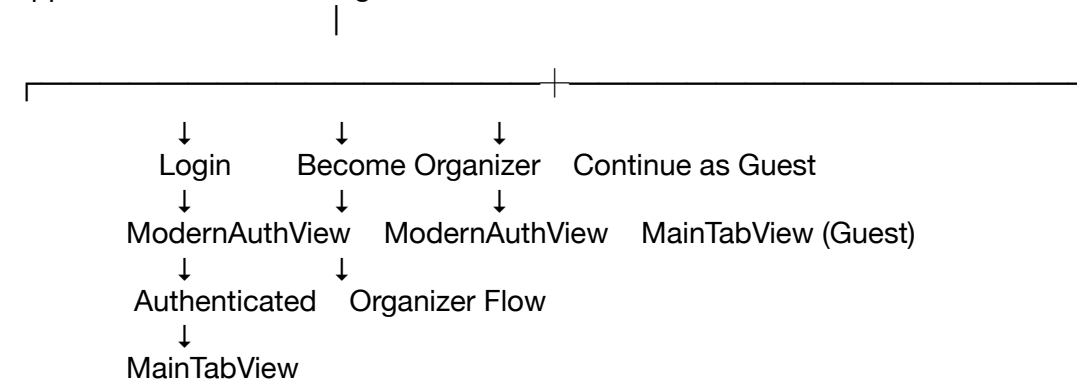 ↓ ↓ ↓
Login Become Organizer Continue as Guest
↓ ↓ ↓
ModernAuthView ModernAuthView MainTabView (Guest)
↓ ↓
Authenticated Organizer Flow
↓
MainTabView